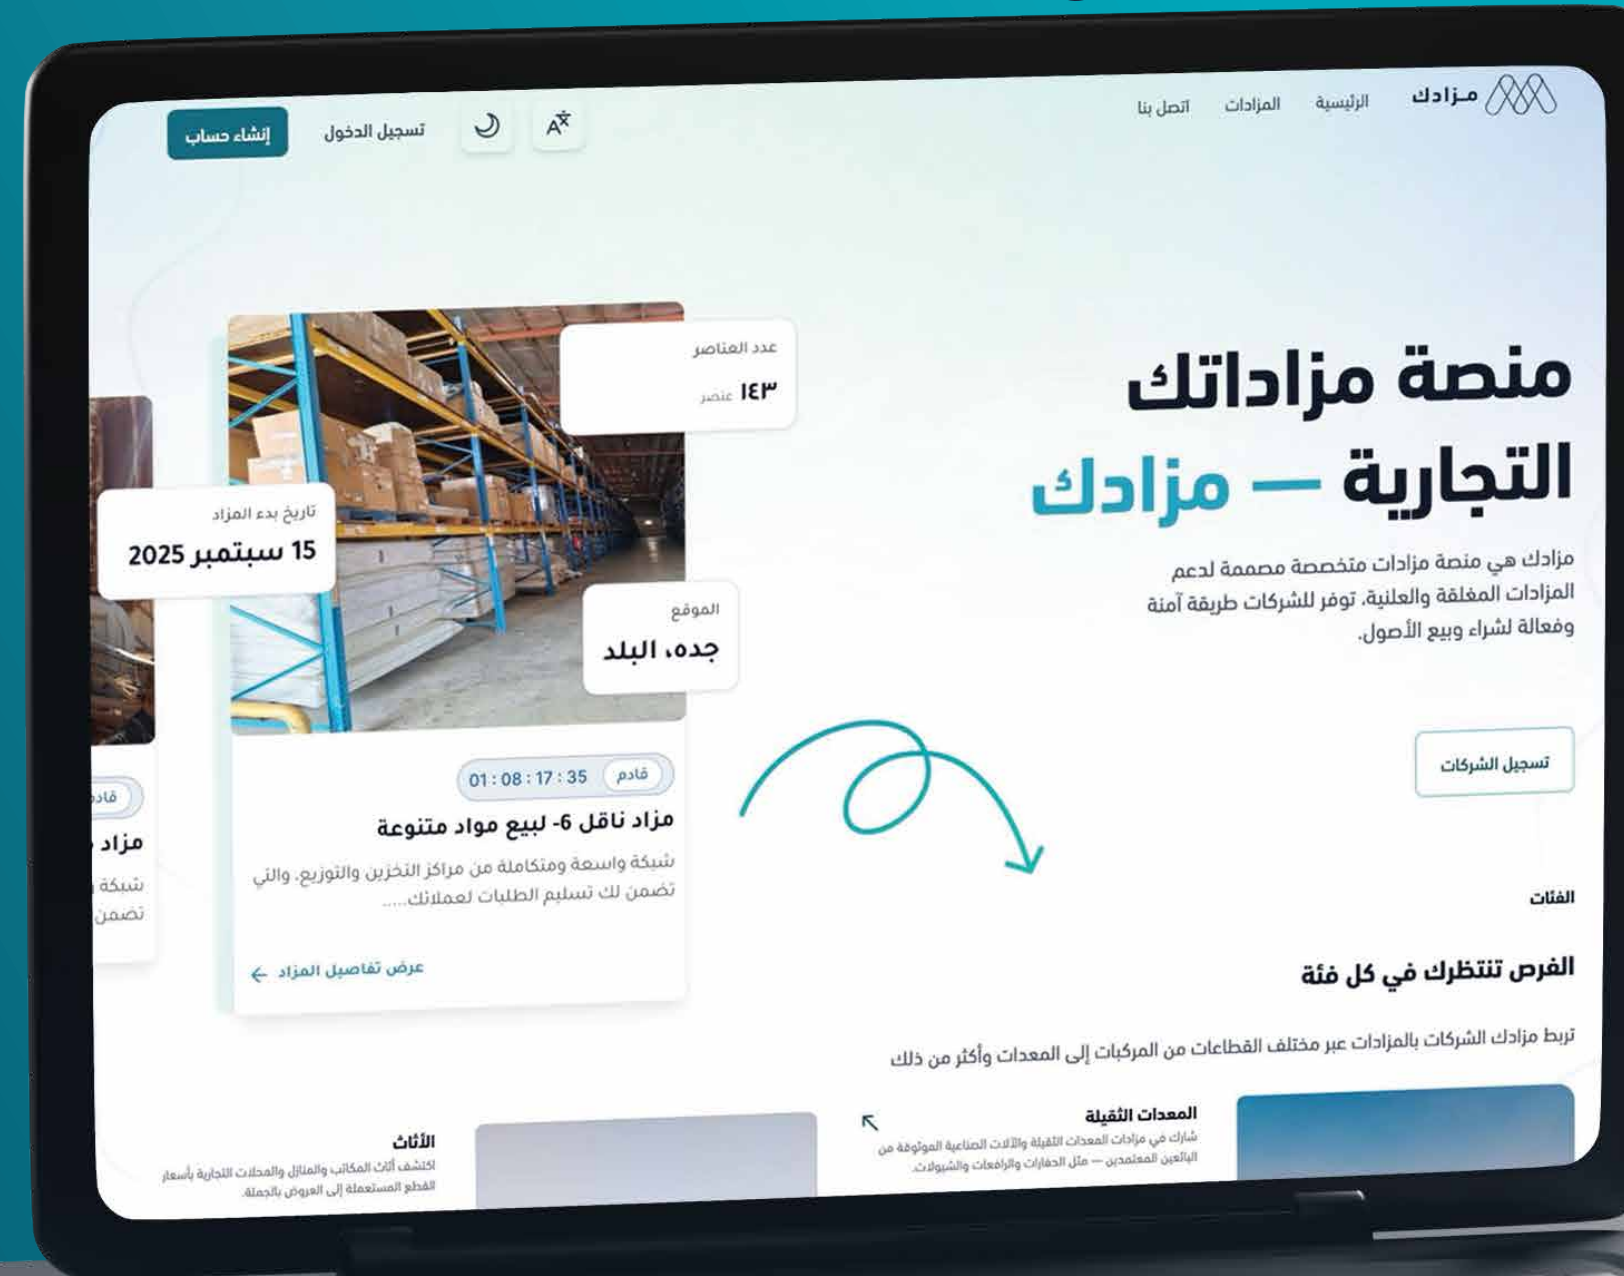 مزادك
الرئيسية
المزادات
اتصل بنا
A
تسجيل الدخول
إنشاء حساب
منصة مزاداتك
التجارية — مزادك
مزادك هي منصة مزادات متخصصة مصممة لدعم
المزادات المغلقة والعلنية، توفر للشركات طريقة آمنة
وفعالة لشراء وبيع الأصول.
تسجيل الشركات
عدد العناصر
١٤٣ عنصر
تاريخ بدء المزاد
15 سبتمبر 2025
الموقع
جده، البلد
قادم 01 : 08 : 17 : 35
مزاد ناقل 6- لبيع مواد متنوعة
شبكة واسعة ومتكاملة من مراكز التخزين والتوزيع، والتي
تضمن لك تسليم الطلبات لعملائك.....
عرض تفاصيل المزاد
مزاد
شبكة
تضمن
الفئات
الفرص تنتظرك في كل فئة
تربط مزادك الشركات بالمزادات عبر مختلف القطاعات من المركبات إلى المعدات وأكثر من ذلك
المعدات الثقيلة
شارك في مزادات المعدات الثقيلة والآلات الصناعية الموثوقة من
البائعين المعتمدين — مثل الحفارات والرافعات والشيولات.
الأثاث
اكتشف أثاث المكاتب والمنازل والمحلات التجارية بأسعار
القطع المستعملة إلى العروض بالجملة.